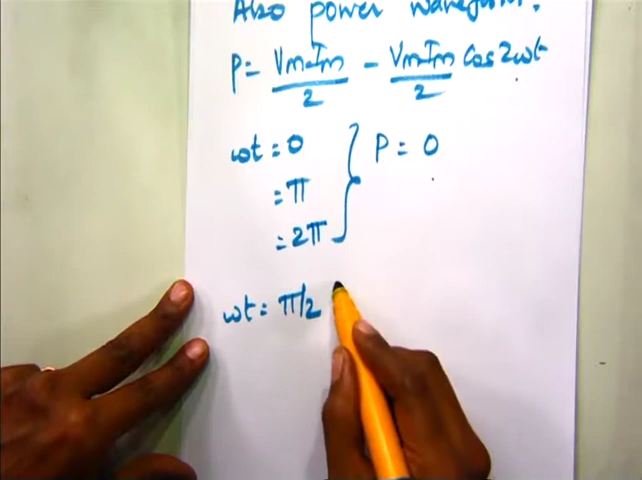 Also power waveform.
P = VmIm/2 - VmIm/2 Cos 2ωt
ωt = 0 } P = 0
= π
= 2π
ωt = π/2